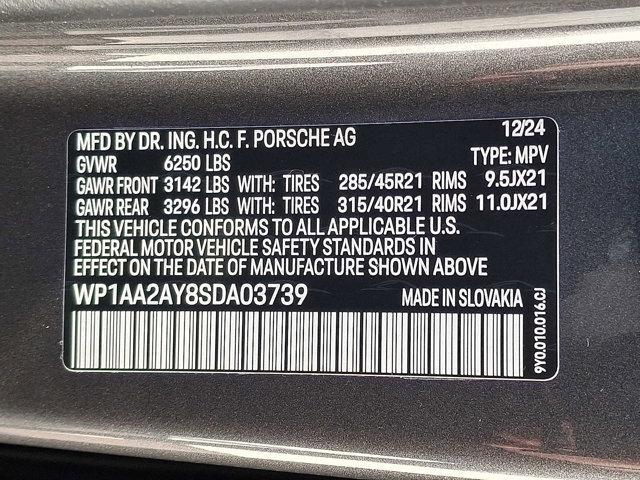 MFD BY DR. ING. H.C. F. PORSCHE AG 12/24
GVWR 6250 LBS TYPE: MPV
GAWR FRONT 3142 LBS WITH: TIRES 285/45R21 RIMS 9.5JX21
GAWR REAR 3296 LBS WITH: TIRES 315/40R21 RIMS 11.0JX21
THIS VEHICLE CONFORMS TO ALL APPLICABLE U.S.
FEDERAL MOTOR VEHICLE SAFETY STANDARDS IN
EFFECT ON THE DATE OF MANUFACTURE SHOWN ABOVE
WP1AA2AY8SDA03739 MADE IN SLOVAKIA
9Y0.010.016.CJ